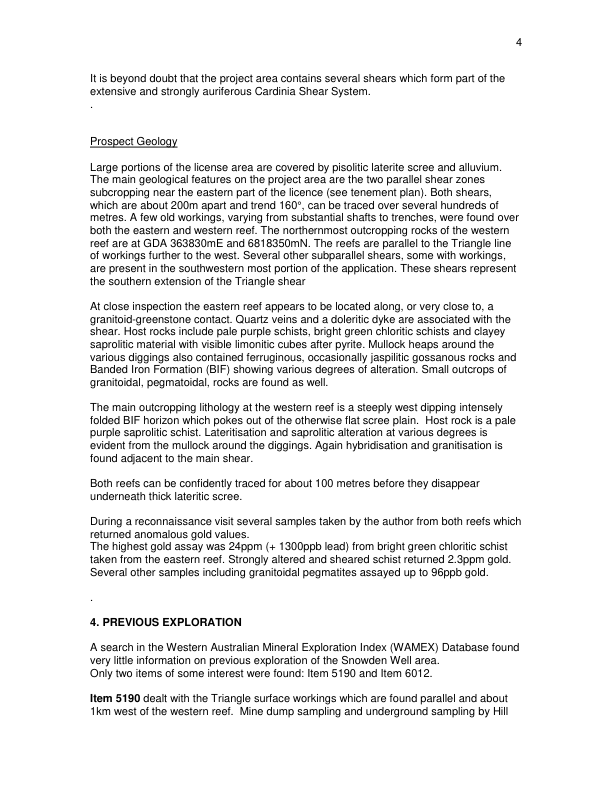 4
It is beyond doubt that the project area contains several shears which form part of the
extensive and strongly auriferous Cardinia Shear System.
.
Prospect Geology
Large portions of the license area are covered by pisolitic laterite scree and alluvium.
The main geological features on the project area are the two parallel shear zones
subcropping near the eastern part of the licence (see tenement plan). Both shears,
which are about 200m apart and trend 160°, can be traced over several hundreds of
metres. A few old workings, varying from substantial shafts to trenches, were found over
both the eastern and western reef. The northernmost outcropping rocks of the western
reef are at GDA 363830mE and 6818350mN. The reefs are parallel to the Triangle line
of workings further to the west. Several other subparallel shears, some with workings,
are present in the southwestern most portion of the application. These shears represent
the southern extension of the Triangle shear
At close inspection the eastern reef appears to be located along, or very close to, a
granitoid-greenstone contact. Quartz veins and a doleritic dyke are associated with the
shear. Host rocks include pale purple schists, bright green chloritic schists and clayey
saprolitic material with visible limonitic cubes after pyrite. Mullock heaps around the
various diggings also contained ferruginous, occasionally jaspilitic gossanous rocks and
Banded Iron Formation (BIF) showing various degrees of alteration. Small outcrops of
granitoidal, pegmatoidal, rocks are found as well.
The main outcropping lithology at the western reef is a steeply west dipping intensely
folded BIF horizon which pokes out of the otherwise flat scree plain.  Host rock is a pale
purple saprolitic schist. Lateritisation and saprolitic alteration at various degrees is
evident from the mullock around the diggings. Again hybridisation and granitisation is
found adjacent to the main shear.
Both reefs can be confidently traced for about 100 metres before they disappear
underneath thick lateritic scree.
During a reconnaissance visit several samples taken by the author from both reefs which
returned anomalous gold values.
The highest gold assay was 24ppm (+ 1300ppb lead) from bright green chloritic schist
taken from the eastern reef. Strongly altered and sheared schist returned 2.3ppm gold.
Several other samples including granitoidal pegmatites assayed up to 96ppb gold.
.
4. PREVIOUS EXPLORATION
A search in the Western Australian Mineral Exploration Index (WAMEX) Database found
very little information on previous exploration of the Snowden Well area.
Only two items of some interest were found: Item 5190 and Item 6012.
Item 5190 dealt with the Triangle surface workings which are found parallel and about
1km west of the western reef.  Mine dump sampling and underground sampling by Hill